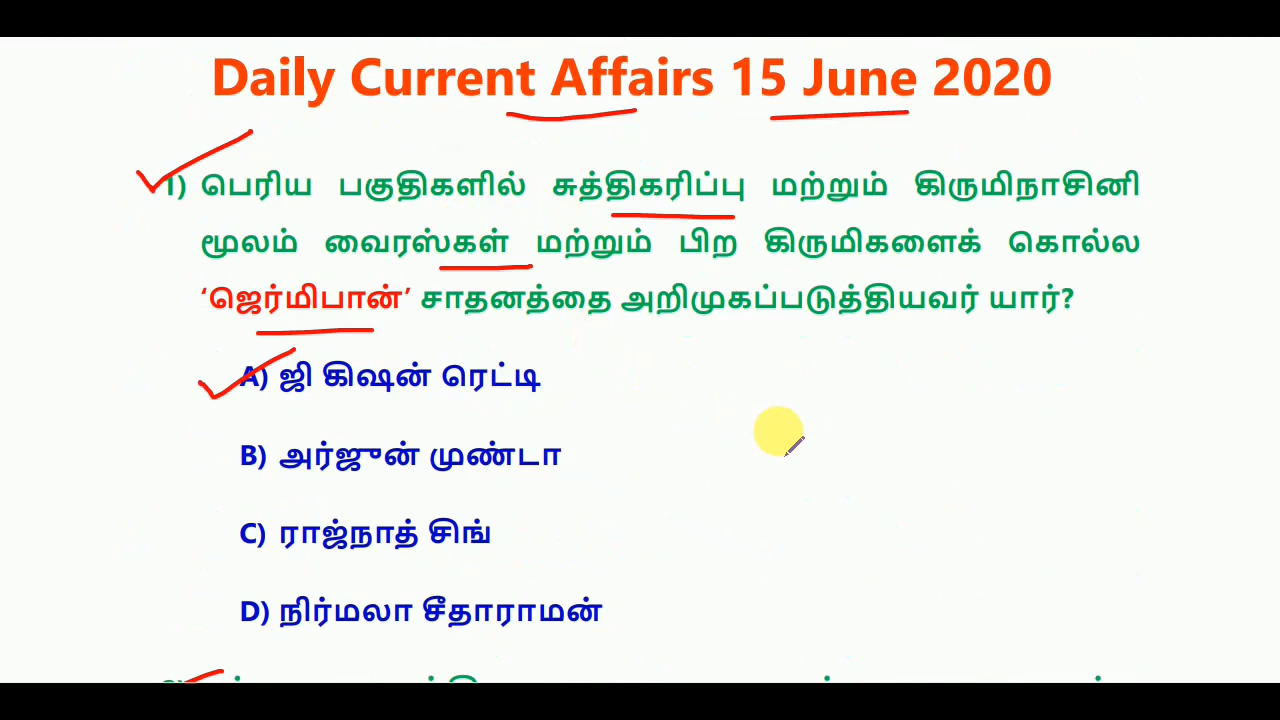 Daily Current Affairs 15 June 2020
1) பெரிய பகுதிகளில் சுத்திகரிப்பு மற்றும் கிருமிநாசினி
மூலம் வைரஸ்கள் மற்றும் பிற கிருமிகளைக் கொல்ல
‘ஜெர்மிபான்’ சாதனத்தை அறிமுகப்படுத்தியவர் யார்?
A) ஜி கிஷன் ரெட்டி
B) அர்ஜுன் முண்டா
C) ராஜ்நாத் சிங்
D) நிர்மலா சீதாராமன்